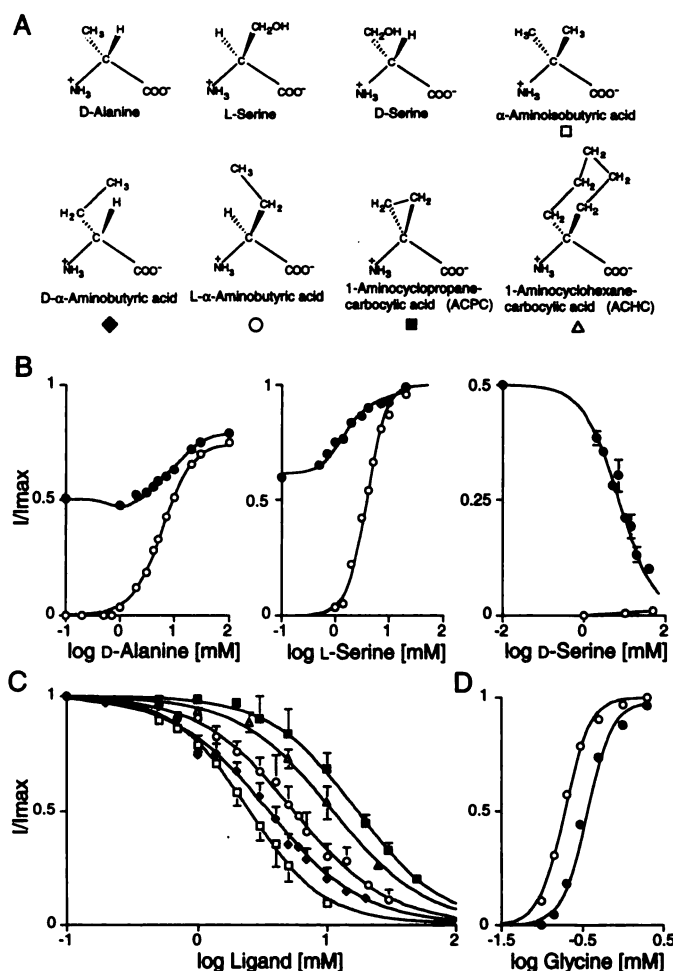 A
CH₃ H H CH₂OH CH₂OH H H₃C CH₃
C C C C
+NH₃ COO⁻ +NH₃ COO⁻ +NH₃ COO⁻ +NH₃ COO⁻
D-Alanine L-Serine D-Serine α-Aminoisobutyric acid
CH₂
CH₂ CH₂
CH₃ CH₃ CH₂ CH₂
H₂C H H CH₂ H₂C CH₂ CH₂
C C C C
+NH₃ COO⁻ +NH₃ COO⁻ +NH₃ COO⁻ +NH₃ COO⁻
D-α-Aminobutyric acid L-α-Aminobutyric acid 1-Aminocyclopropane-carbocylic acid (ACPC) 1-Aminocyclohexane-carbocylic acid (ACHC)
B
I/Imax
1
0.5
0
-1 0 1 2
log D-Alanine [mM]
1
0.5
0
-1 0 1 2
log L-Serine [mM]
0.5
0.25
0
-2 0 2
log D-Serine [mM]
C
I/Imax
1
0.5
0
-1 0 1 2
log Ligand [mM]
D
1
0.5
0
-1.5 -0.5 0.5
log Glycine [mM]